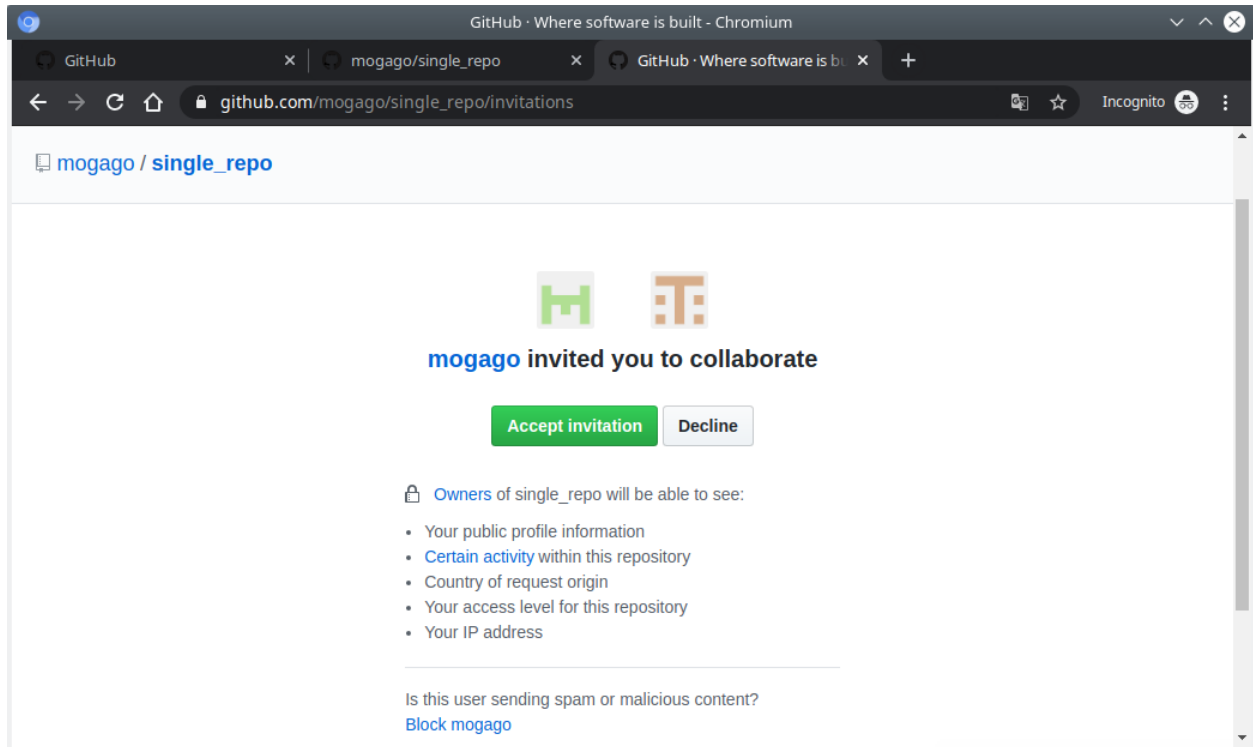 GitHub · Where software is built - Chromium
GitHub
mogago/single_repo
GitHub · Where software is bu
github.com/mogago/single_repo/invitations
Incognito
mogago / single_repo
mogago invited you to collaborate
Accept invitation
Decline
Owners of single_repo will be able to see:
• Your public profile information
• Certain activity within this repository
• Country of request origin
• Your access level for this repository
• Your IP address
Is this user sending spam or malicious content?
Block mogago